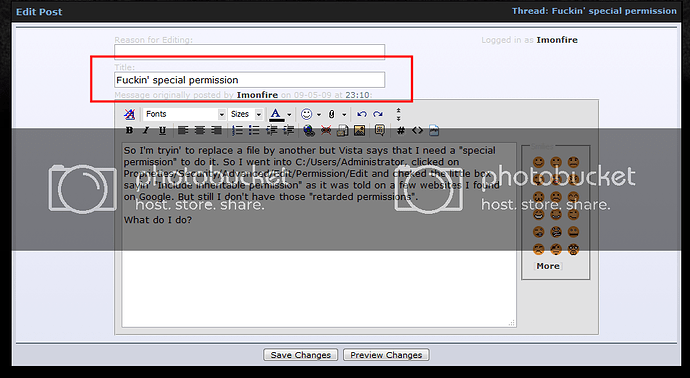 Edit Post
Thread: Fuckin' special permission
Reason for Editing:
Logged in as Imonfire
Title:
Fuckin' special permission
Message originally posted by Imonfire on 09-05-09 at 23:10.
Fonts Sizes A
B I U
So I'm tryin' to replace a file by another but Vista says that I need a "special
permission" to do it. So I went into C:/Users/Administrator, clicked on
Properties/Security/Advanced/Edit/Permission/Edit and cheked the little box
sayin' "Include inheritable permission" as it was told on a few websites I found
on Google. But still I don't have those "retarded permissions".
What do I do?
photobucket
host. store. share.
photobucket
host. store. share.
More
Save Changes Preview Changes